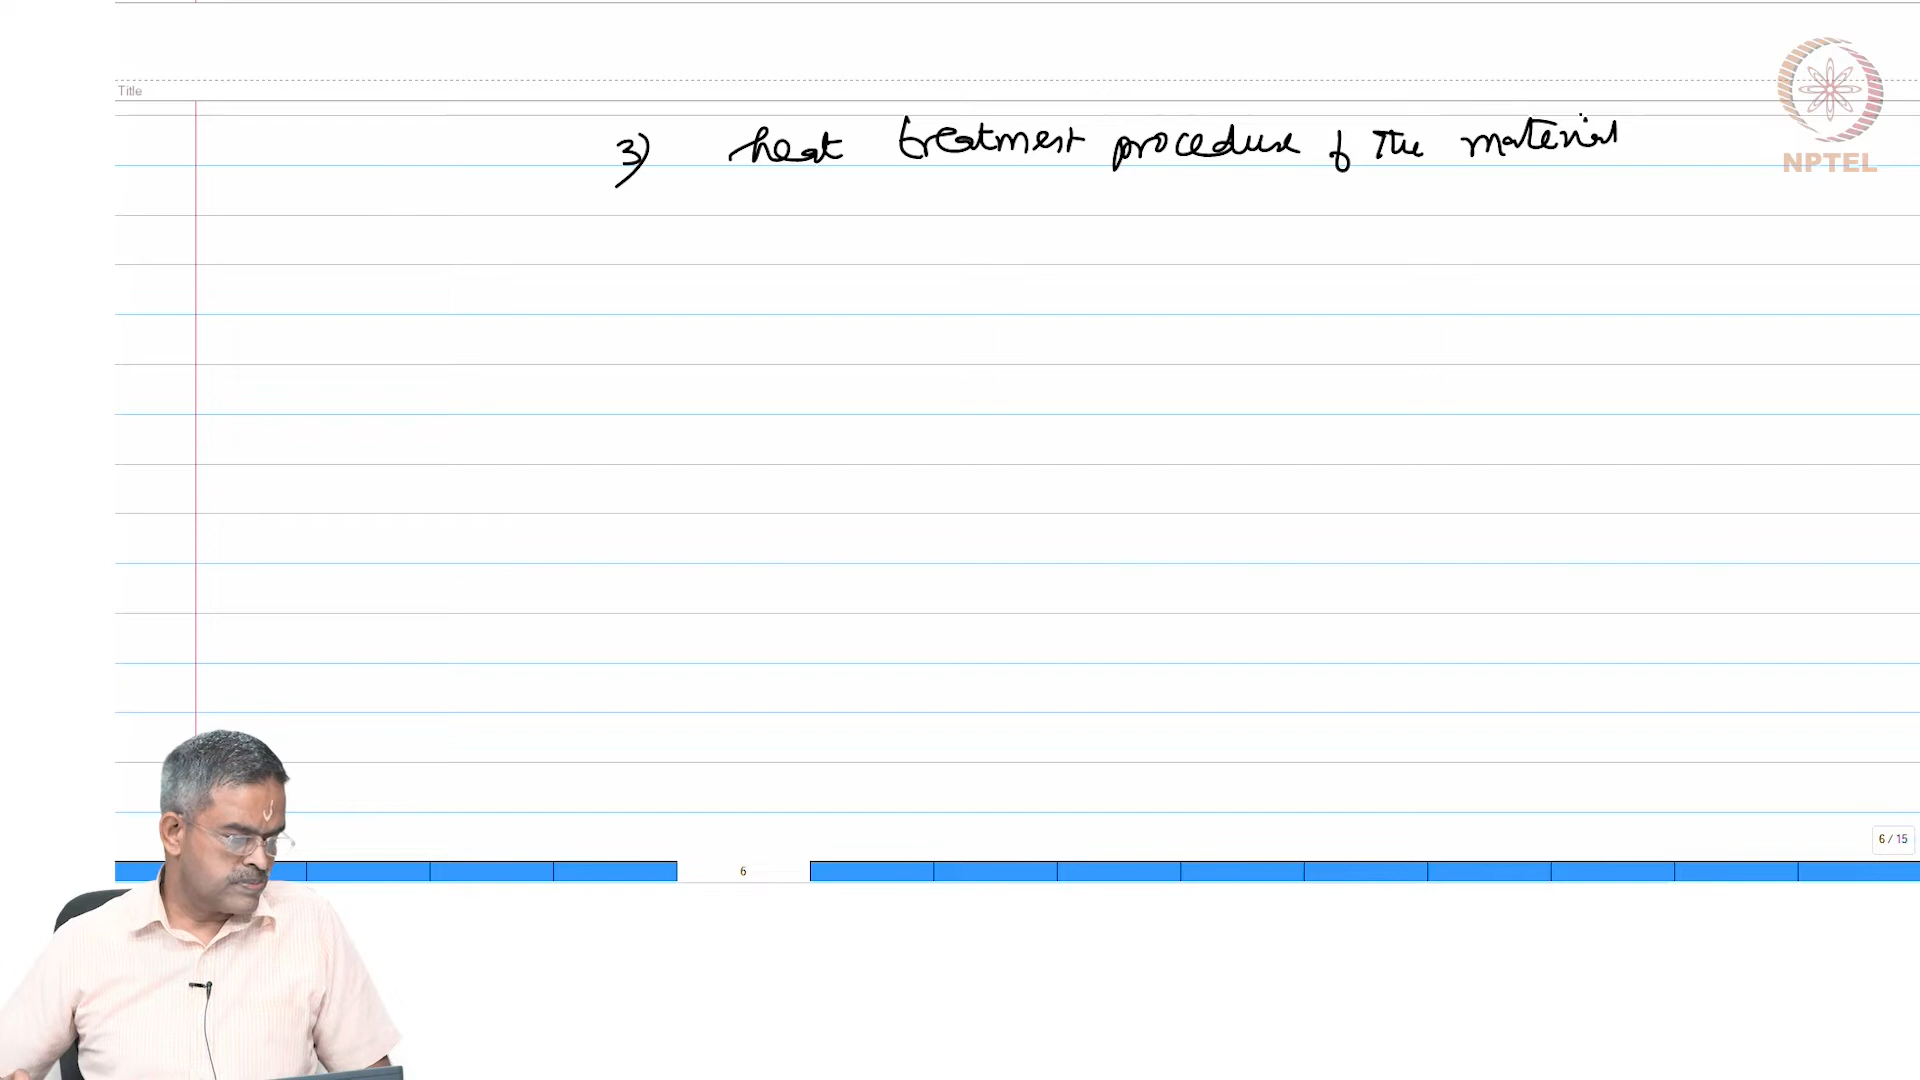 Title
3) heat treatment procedure of the material
NPTEL
6 / 15
6